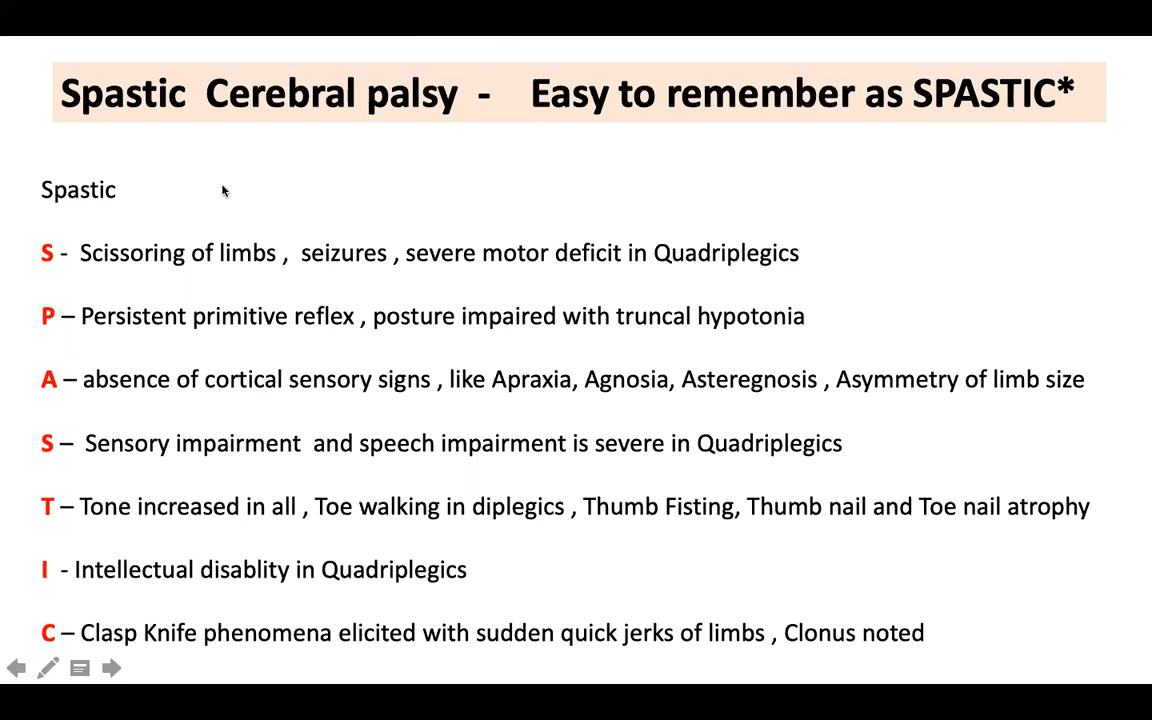 Spastic Cerebral palsy - Easy to remember as SPASTIC*
Spastic
S - Scissoring of limbs , seizures , severe motor deficit in Quadriplegics
P – Persistent primitive reflex , posture impaired with truncal hypotonia
A – absence of cortical sensory signs , like Apraxia, Agnosia, Asteregnosis , Asymmetry of limb size
S – Sensory impairment and speech impairment is severe in Quadriplegics
T – Tone increased in all , Toe walking in diplegics , Thumb Fisting, Thumb nail and Toe nail atrophy
I - Intellectual disablity in Quadriplegics
C – Clasp Knife phenomena elicited with sudden quick jerks of limbs , Clonus noted